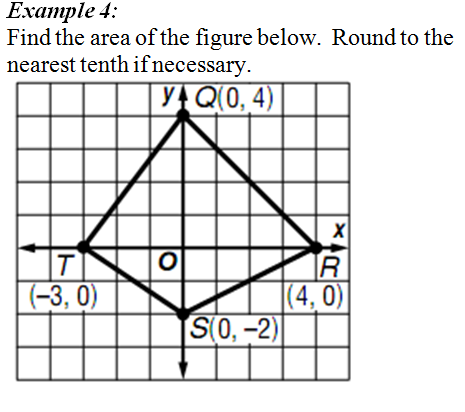 Example 4:
Find the area of the figure below. Round to the
nearest tenth if necessary.
y Q(0, 4)
x
T O R
(–3, 0) (4, 0)
S(0, –2)